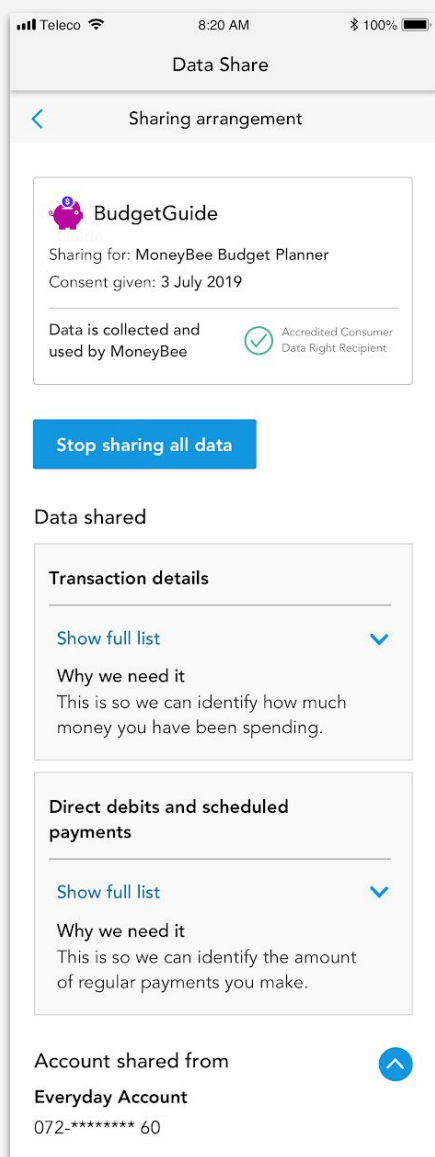 Teleco 8:20 AM 100%
Data Share
Sharing arrangement
BudgetGuide
Sharing for: MoneyBee Budget Planner
Consent given: 3 July 2019
Data is collected and
used by MoneyBee
Accredited Consumer
Data Right Recipient
Stop sharing all data
Data shared
Transaction details
Show full list
Why we need it
This is so we can identify how much
money you have been spending.
Direct debits and scheduled
payments
Show full list
Why we need it
This is so we can identify the amount
of regular payments you make.
Account shared from
Everyday Account
072-******** 60